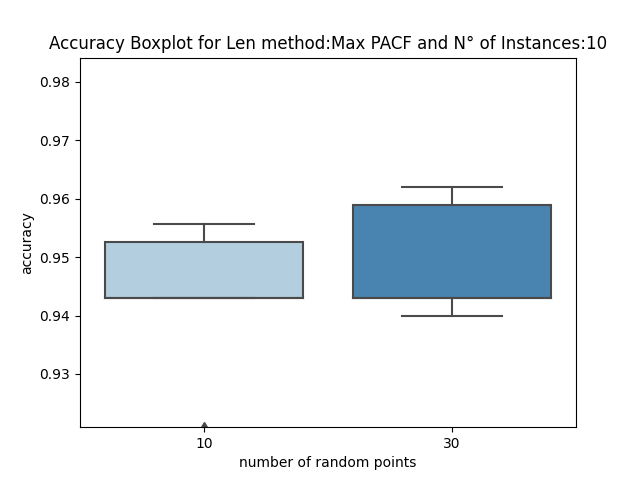 Accuracy Boxplot for Len method:Max PACF and N° of Instances:10
0.98
0.97
0.96
0.95
0.94
0.93
accuracy
10
30
number of random points